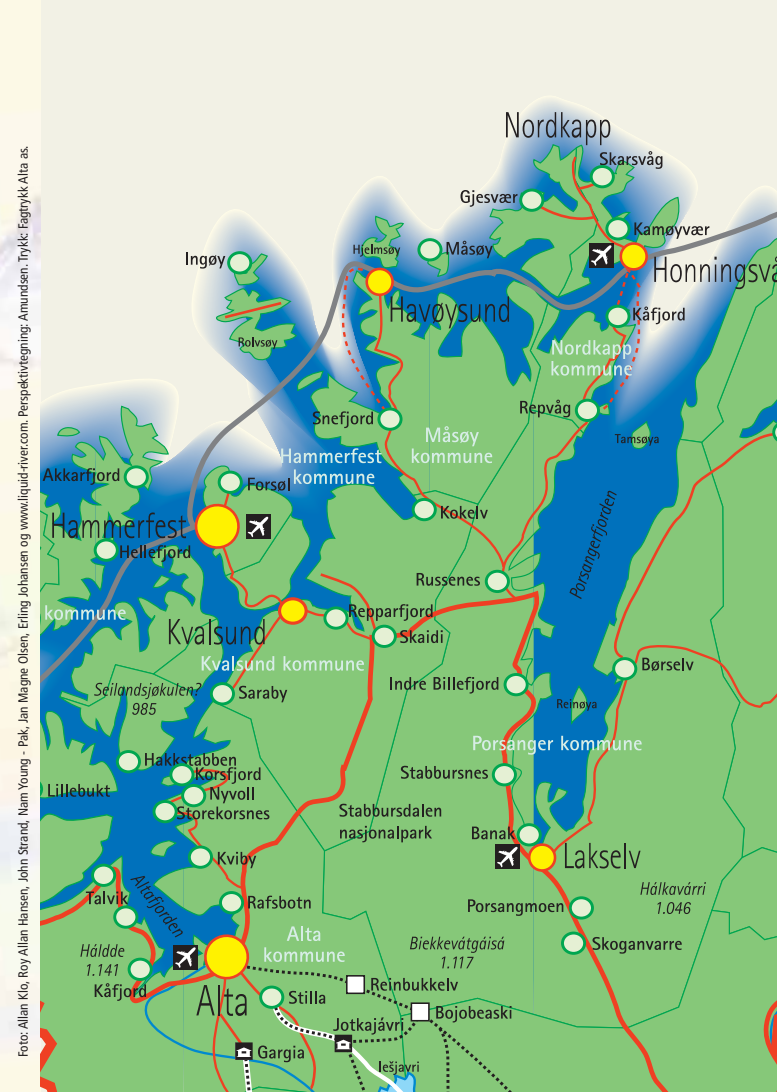 Foto: Allan Klo, Roy Allan Hansen, John Strand, Nam Young - Pak, Jan Magne Olsen, Erling Johansen og www.liquid-river.com. Perspektivtegning: Amundsen. Trykk: Fagtrykk Alta as.
Nordkapp
Skarsvåg
Gjesvær
Kamøyvær
Hjelmsøy
Måsøy
Ingøy
Honningsvå
Havøysund
Kåfjord
Rolvsøy
Nordkapp
kommune
Repvåg
Snefjord
Måsøy
kommune
Tamsøya
Hammerfest
kommune
Akkarfjord
Forsøl
Kokelv
Hammerfest
Hellefjord
Porsangerfjorden
Russenes
kommune
Repparfjord
Kvalsund
Skaidi
Kvalsund kommune
Børselv
Seilandsjøkulen?
985
Saraby
Indre Billefjord
Reinøya
Porsanger kommune
Hakkstabben
Korsfjord
Stabbursnes
Lillebukt
Nyvoll
Storekorsnes
Stabbursdalen
nasjonalpark
Banak
Lakselv
Kviby
Talvik
Altafjorden
Rafsbotn
Porsangmoen
Hálkavárri
1.046
Alta
kommune
Biekkevátgáisá
1.117
Skoganvarre
Háldde
1.141
Kåfjord
Reinbukkelv
Alta
Stilla
Bojobeaski
Jotkajávri
Gargia
Iešjavri